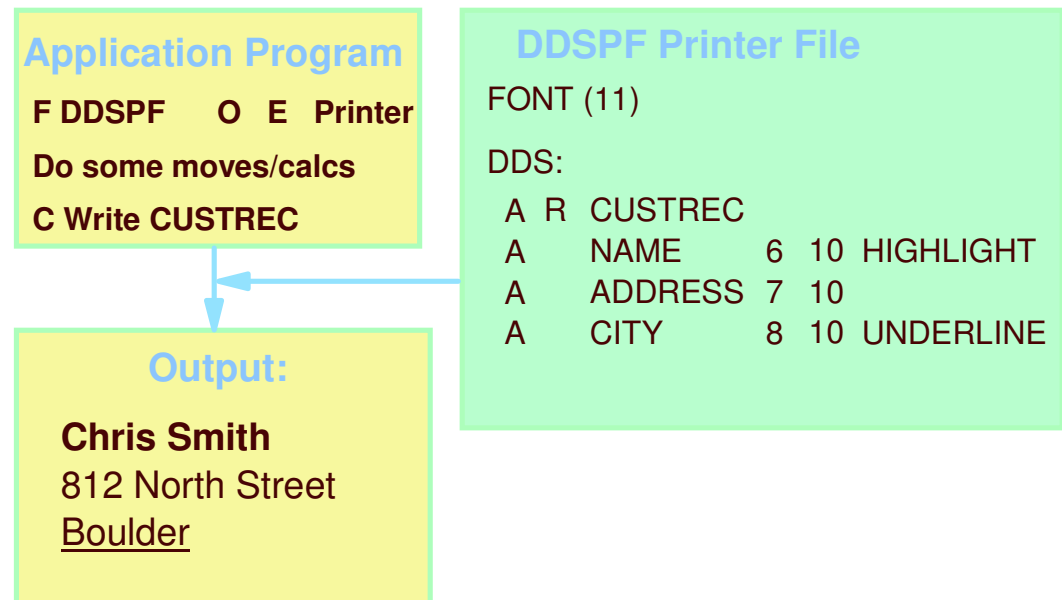 Application Program
F DDSPF O E Printer
Do some moves/calcs
C Write CUSTREC
DDSPF Printer File
FONT (11)
DDS:
A R CUSTREC
A NAME 6 10 HIGHLIGHT
A ADDRESS 7 10
A CITY 8 10 UNDERLINE
Output:
Chris Smith
812 North Street
Boulder